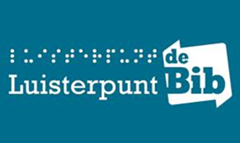 ⠇⠥⠊⠎⠞⠑⠗⠏⠥⠝⠞ de
Luisterpunt Bib